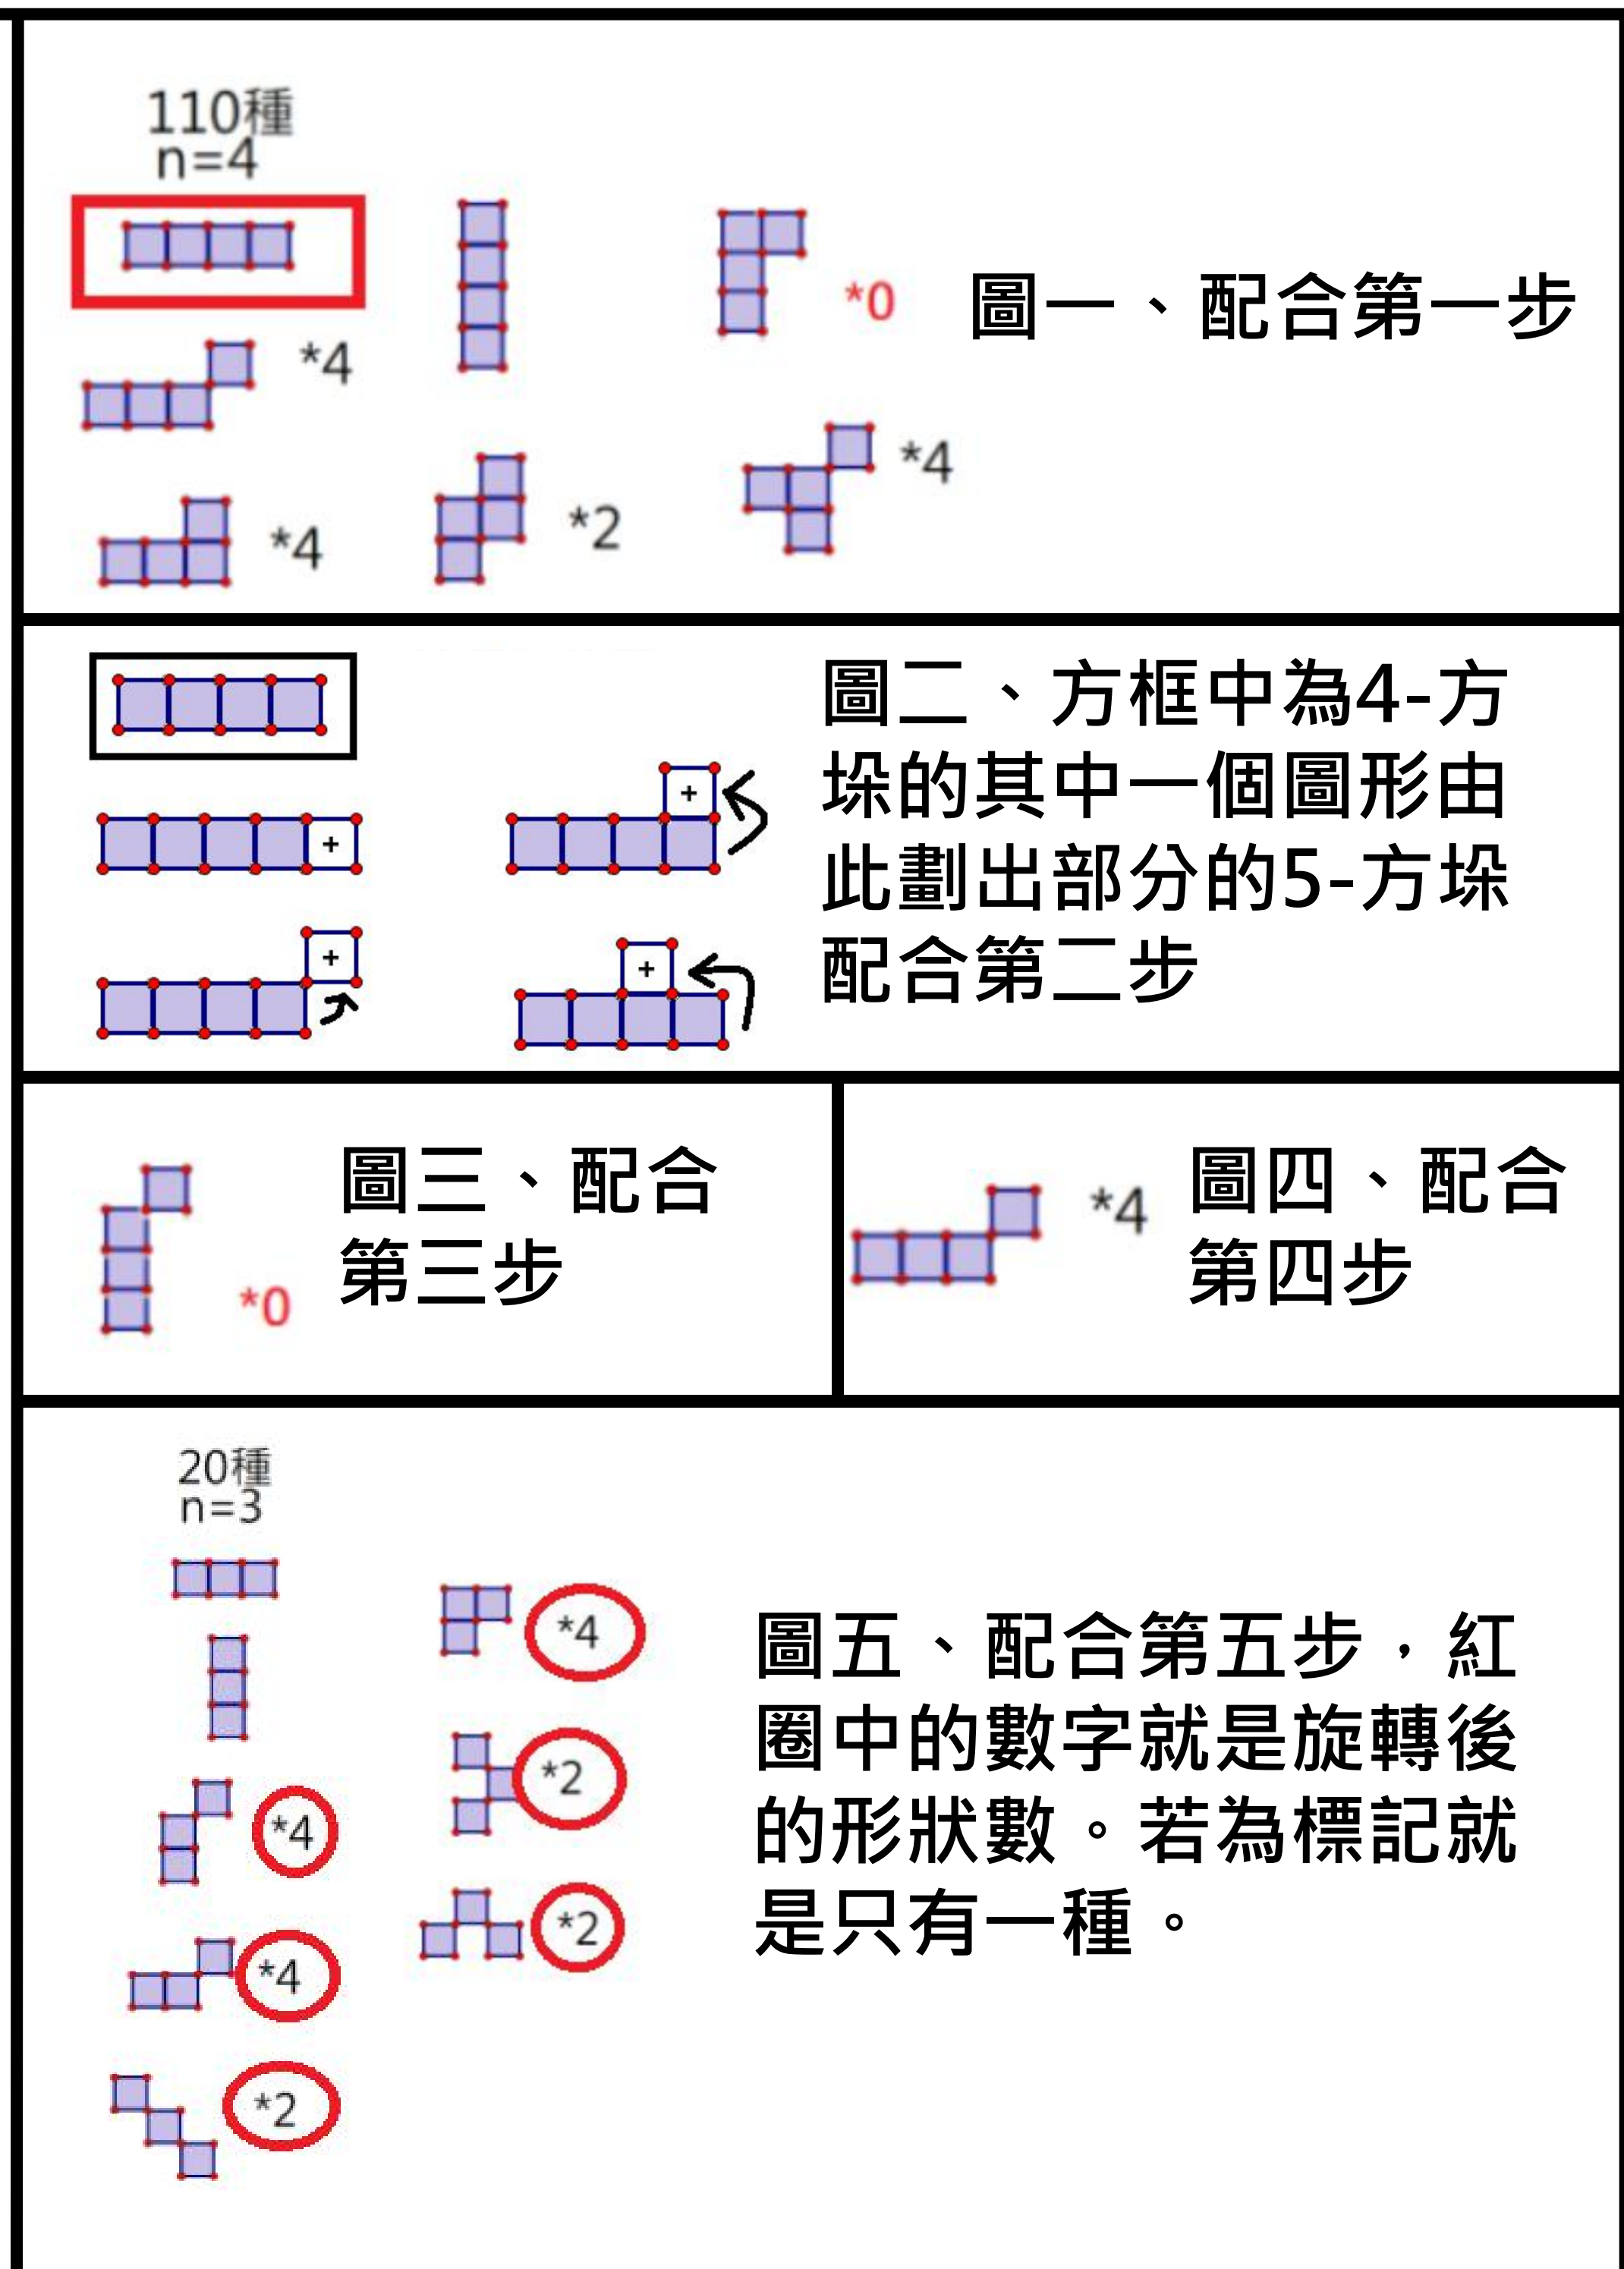 110種
n=4
*0
圖一、配合第一步
*4
*4
*2
*4
圖二、方框中為4-方
垛的其中一個圖形由
此劃出部分的5-方垛
配合第二步
+
+
+
+
圖三、配合
第三步
*0
圖四、配合
第四步
*4
20種
n=3
*4
*2
*4
*4
*2
*2
圖五、配合第五步，紅
圈中的數字就是旋轉後
的形狀數。若為標記就
是只有一種。